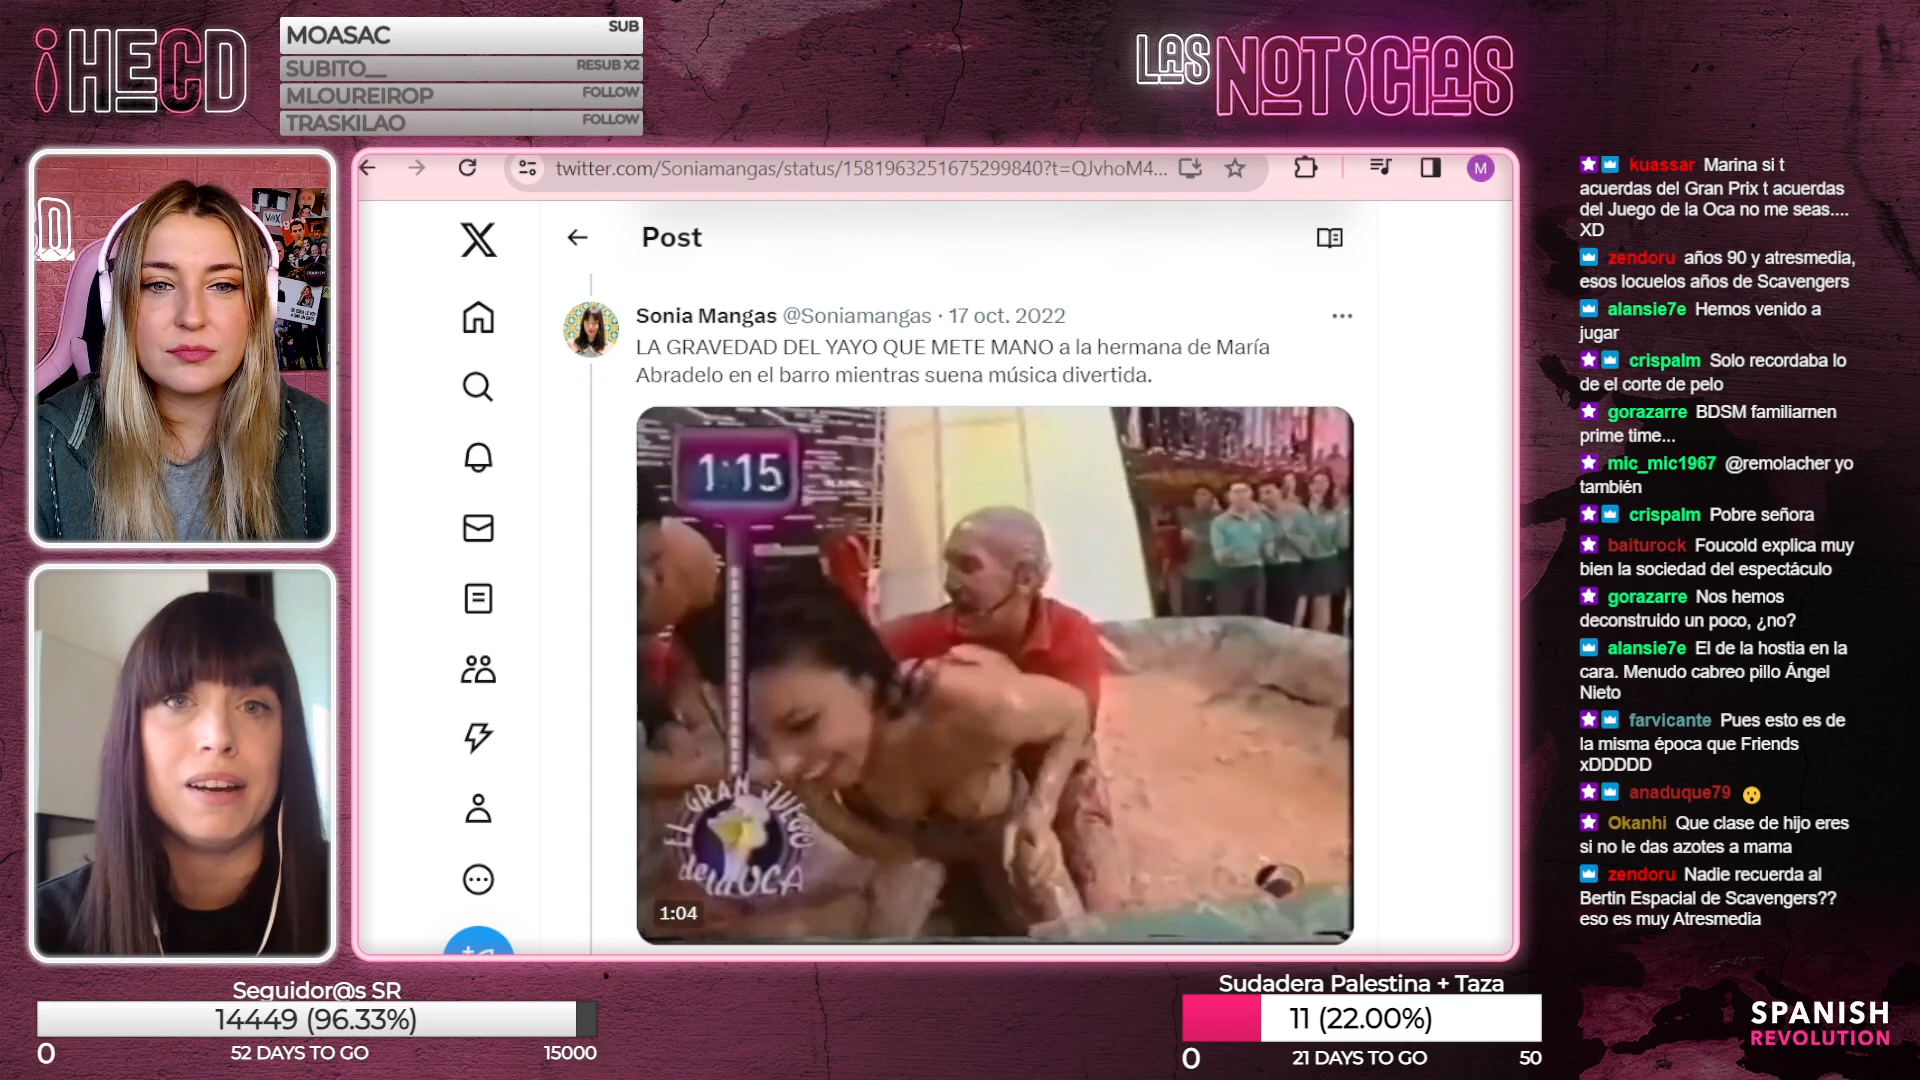 ¡HECD
MOASAC SUB
SUBITO__ RESUB X2
MLOUREIROP FOLLOW
TRASKILAO FOLLOW
LAS NOTICIAS
twitter.com/Soniamangas/status/1581963251675299840?t=QJvhoM4...
M
Post
Sonia Mangas @Soniamangas · 17 oct. 2022
LA GRAVEDAD DEL YAYO QUE METE MANO a la hermana de María
Abradelo en el barro mientras suena música divertida.
1:15
EL GRAN JUEGO
de la OCA
1:04
VOX
kuassar Marina si t
acuerdas del Gran Prix t acuerdas
del Juego de la Oca no me seas....
XD
zendoru años 90 y atresmedia,
esos locuelos años de Scavengers
alansie7e Hemos venido a
jugar
crispalm Solo recordaba lo
de el corte de pelo
gorazarre BDSM familiarnen
prime time...
mic_mic1967 @remolacher yo
también
crispalm Pobre señora
baiturock Foucold explica muy
bien la sociedad del espectáculo
gorazarre Nos hemos
deconstruido un poco, ¿no?
alansie7e El de la hostia en la
cara. Menudo cabreo pillo Ángel
Nieto
farvicante Pues esto es de
la misma época que Friends
xDDDDD
anaduque79 😮
Okanhi Que clase de hijo eres
si no le das azotes a mama
zendoru Nadie recuerda al
Bertin Espacial de Scavengers??
eso es muy Atresmedia
Seguidor@s SR
14449 (96.33%)
0 52 DAYS TO GO 15000
Sudadera Palestina + Taza
11 (22.00%)
0 21 DAYS TO GO 50
SPANISH
REVOLUTION